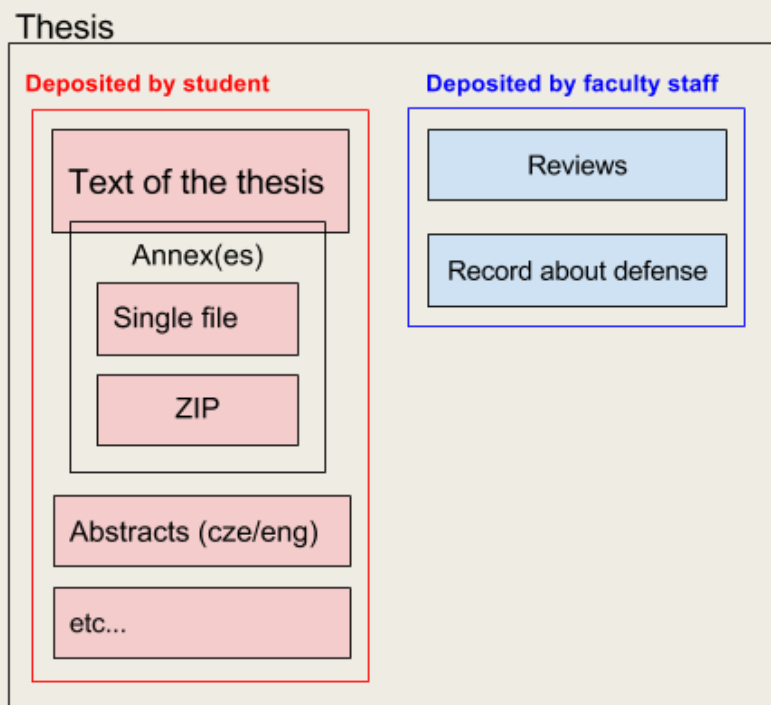 Thesis
Deposited by student
Text of the thesis
Annex(es)
Single file
ZIP
Abstracts (cze/eng)
etc...
Deposited by faculty staff
Reviews
Record about defense